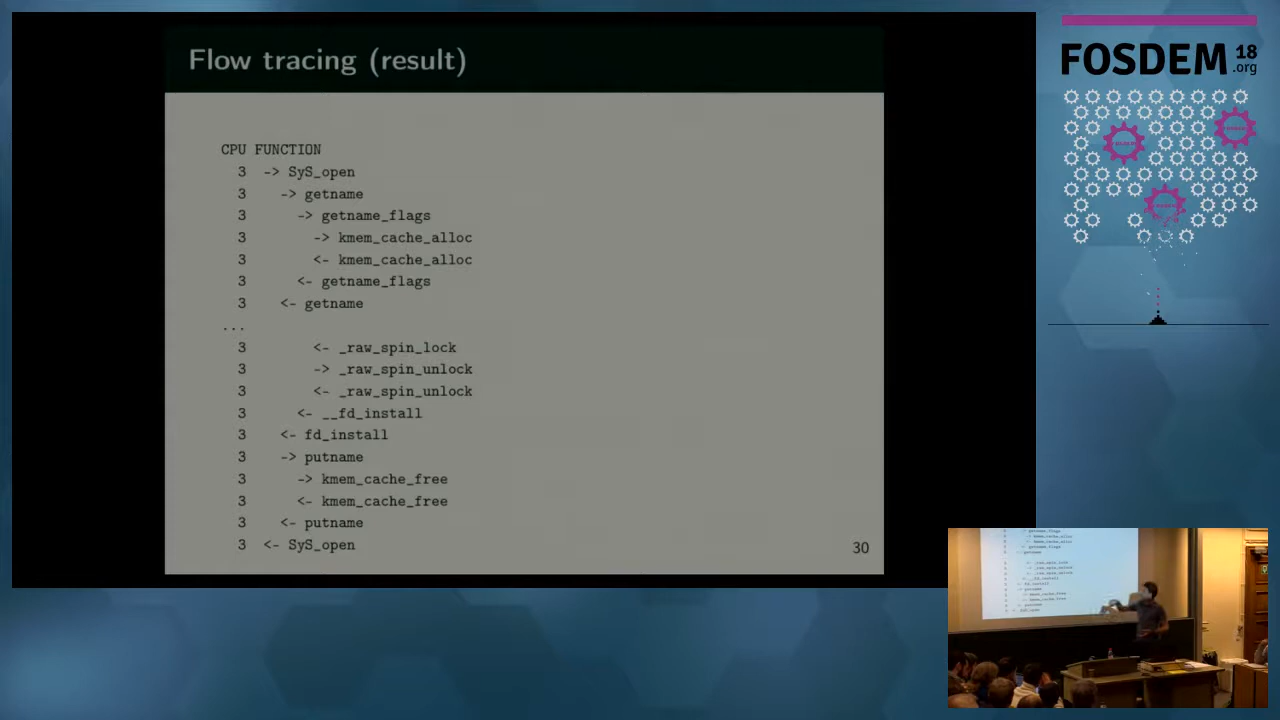 Flow tracing (result)
CPU FUNCTION
3 -> SyS_open
3 -> getname
3 -> getname_flags
3 -> kmem_cache_alloc
3 <- kmem_cache_alloc
3 <- getname_flags
3 <- getname
...
3 <- _raw_spin_lock
3 -> _raw_spin_unlock
3 <- _raw_spin_unlock
3 <- __fd_install
3 <- fd_install
3 -> putname
3 -> kmem_cache_free
3 <- kmem_cache_free
3 <- putname
3 <- SyS_open
30
FOSDEM 18
.org